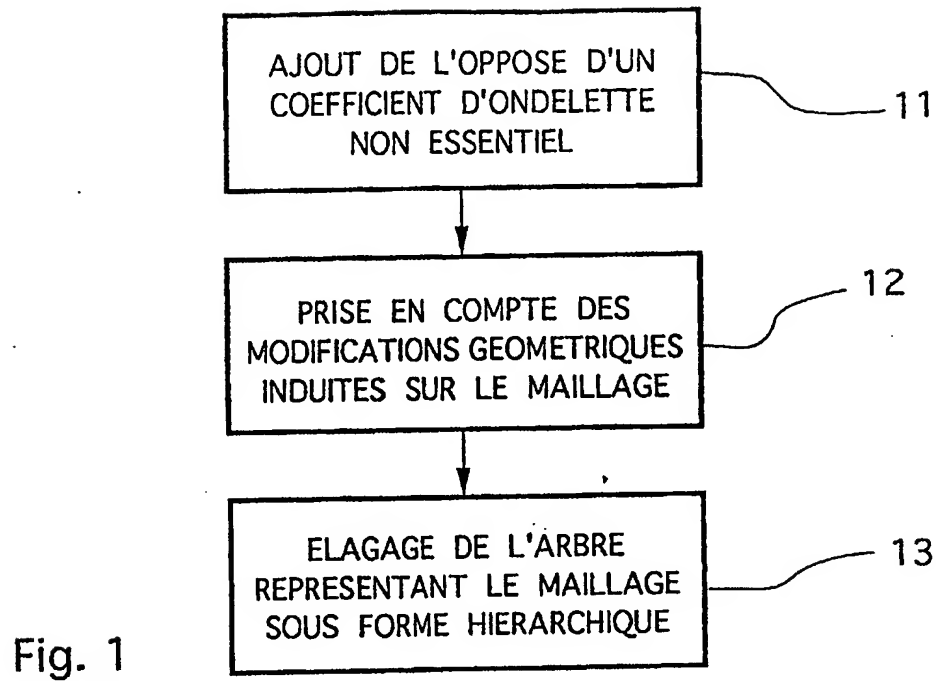 AJOUT DE L'OPPOSE D'UN
COEFFICIENT D'ONDELETTE
NON ESSENTIEL
11
PRISE EN COMPTE DES
MODIFICATIONS GEOMETRIQUES
INDUITES SUR LE MAILLAGE
12
ELAGAGE DE L'ARBRE
REPRESENTANT LE MAILLAGE
SOUS FORME HIERARCHIQUE
13
Fig. 1